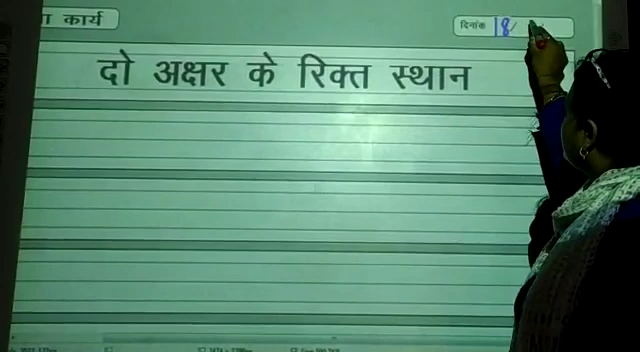 कार्य
दिनांक 18/
दो अक्षर के रिक्त स्थान